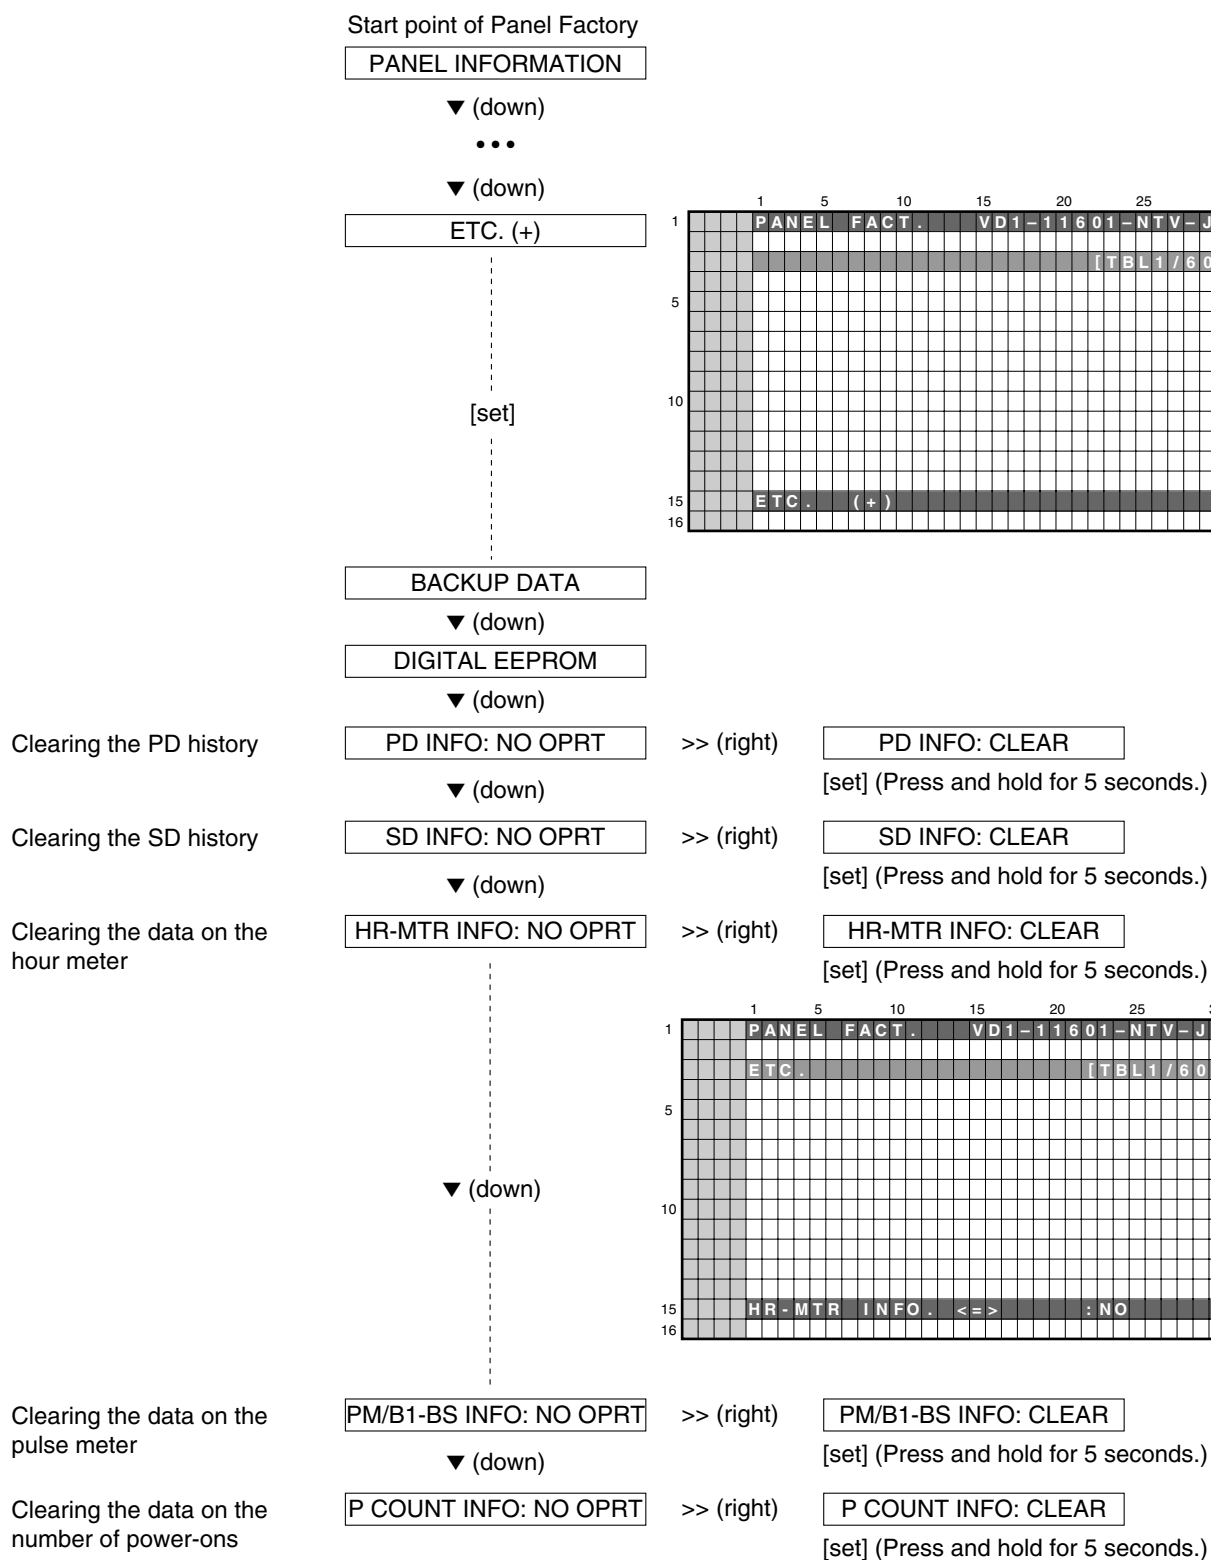 Start point of Panel Factory
PANEL INFORMATION
▼ (down)
•••
▼ (down)
ETC. (+)
1 5 10 15 20 25
1 PANEL FACT. VD1-11601-NTV-J
[TBL1/60
5
[set]
10
15 ETC. (+)
16
BACKUP DATA
▼ (down)
DIGITAL EEPROM
▼ (down)
Clearing the PD history PD INFO: NO OPRT >> (right) PD INFO: CLEAR
[set] (Press and hold for 5 seconds.)
▼ (down)
Clearing the SD history SD INFO: NO OPRT >> (right) SD INFO: CLEAR
[set] (Press and hold for 5 seconds.)
▼ (down)
Clearing the data on the HR-MTR INFO: NO OPRT >> (right) HR-MTR INFO: CLEAR
hour meter
[set] (Press and hold for 5 seconds.)
1 5 10 15 20 25
1 PANEL FACT. VD1-11601-NTV-J
ETC. [TBL1/60
5
▼ (down)
10
15 HR-MTR INFO. <=> :NO
16
Clearing the data on the PM/B1-BS INFO: NO OPRT >> (right) PM/B1-BS INFO: CLEAR
pulse meter
[set] (Press and hold for 5 seconds.)
▼ (down)
Clearing the data on the P COUNT INFO: NO OPRT >> (right) P COUNT INFO: CLEAR
number of power-ons
[set] (Press and hold for 5 seconds.)